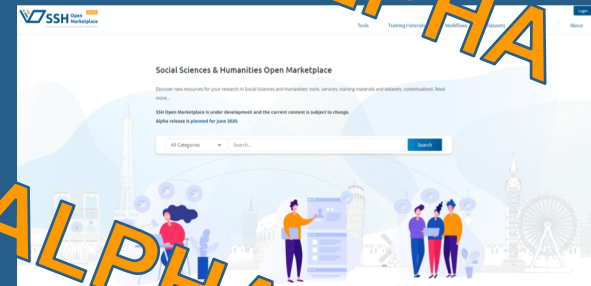 SSH Open Marketplace
Login
Tools Training Materials Workflows Datasets About
ALPHA
Social Sciences & Humanities Open Marketplace
Discover new resources for your research in Social Sciences and Humanities: tools, services, training materials and datasets, contextualised. Read
more...
SSH Open Marketplace is under development and the current content is subject to change.
Alpha release is planned for June 2020.
All Categories Search... Search
ALPHA